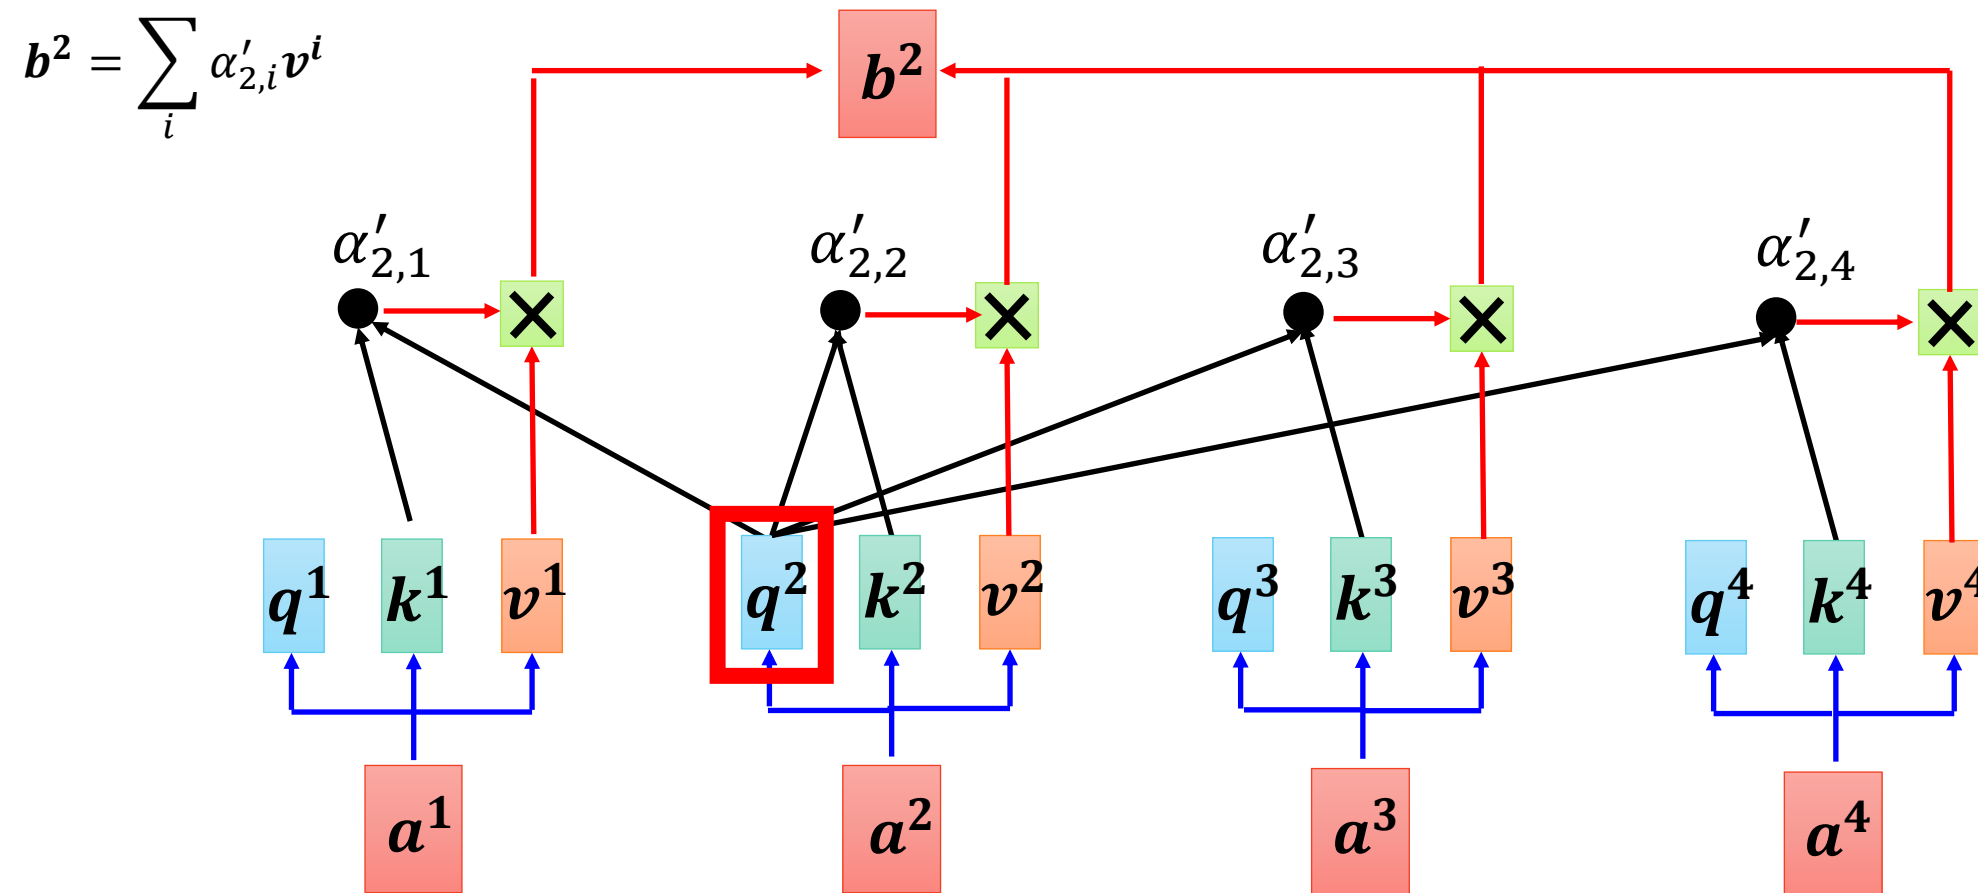 b² = ∑ᵢ α′₂,ᵢvⁱ
b²
α′₂,₁ α′₂,₂ α′₂,₃ α′₂,₄
× × × ×
q¹ k¹ v¹ q² k² v² q³ k³ v³ q⁴ k⁴ v⁴
a¹ a² a³ a⁴